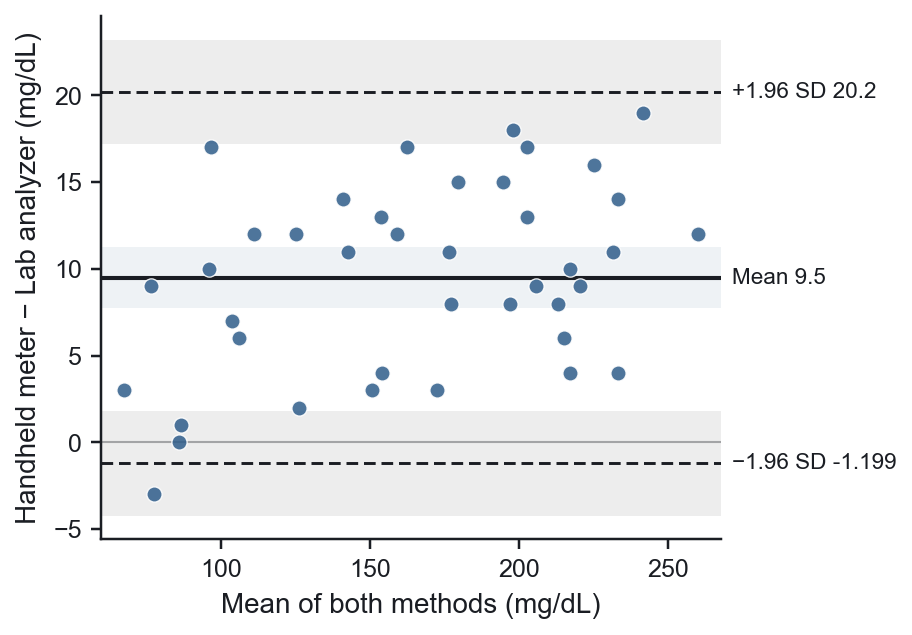 Handheld meter − Lab analyzer (mg/dL)
20
15
10
5
0
−5
+1.96 SD 20.2
Mean 9.5
−1.96 SD -1.199
100
150
200
250
Mean of both methods (mg/dL)